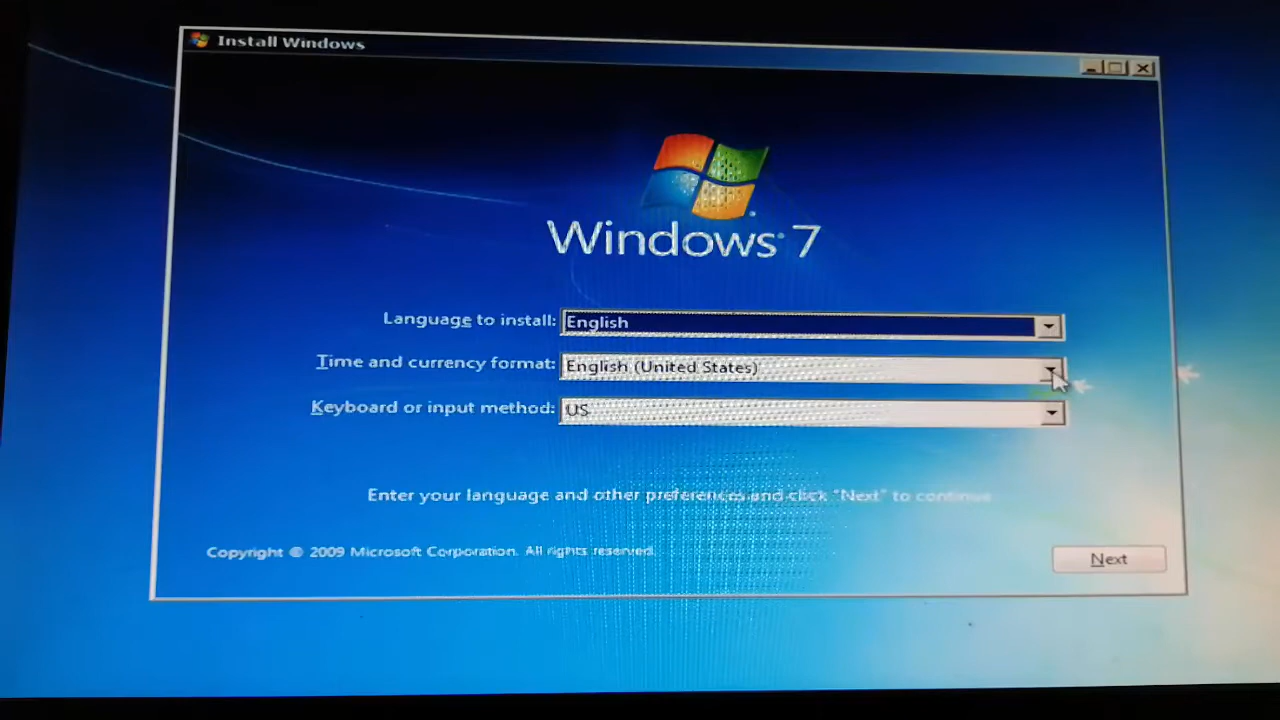 Install Windows
Windows 7
Language to install: English
Time and currency format: English (United States)
Keyboard or input method: US
Enter your language and other preferences and click "Next" to continue
Copyright © 2009 Microsoft Corporation. All rights reserved.
Next